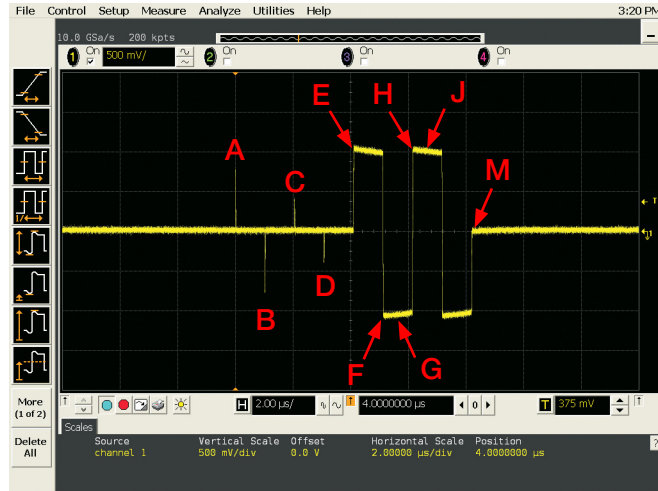 File Control Setup Measure Analyze Utilities Help 3:20 PM
10.0 GSa/s 200 kpts
1 On 500 mV/ 2 On 3 On 4 On
E H J
A
C M
T
1
D
B
F G
More
(1 of 2)
Delete
All
H 2.00 µs/ 4.0000000 µs 0 T 375 mV
Scales
Source Vertical Scale Offset Horizontal Scale Position
channel 1 500 mV/div 0.0 V 2.00000 µs/div 4.0000000 µs
?